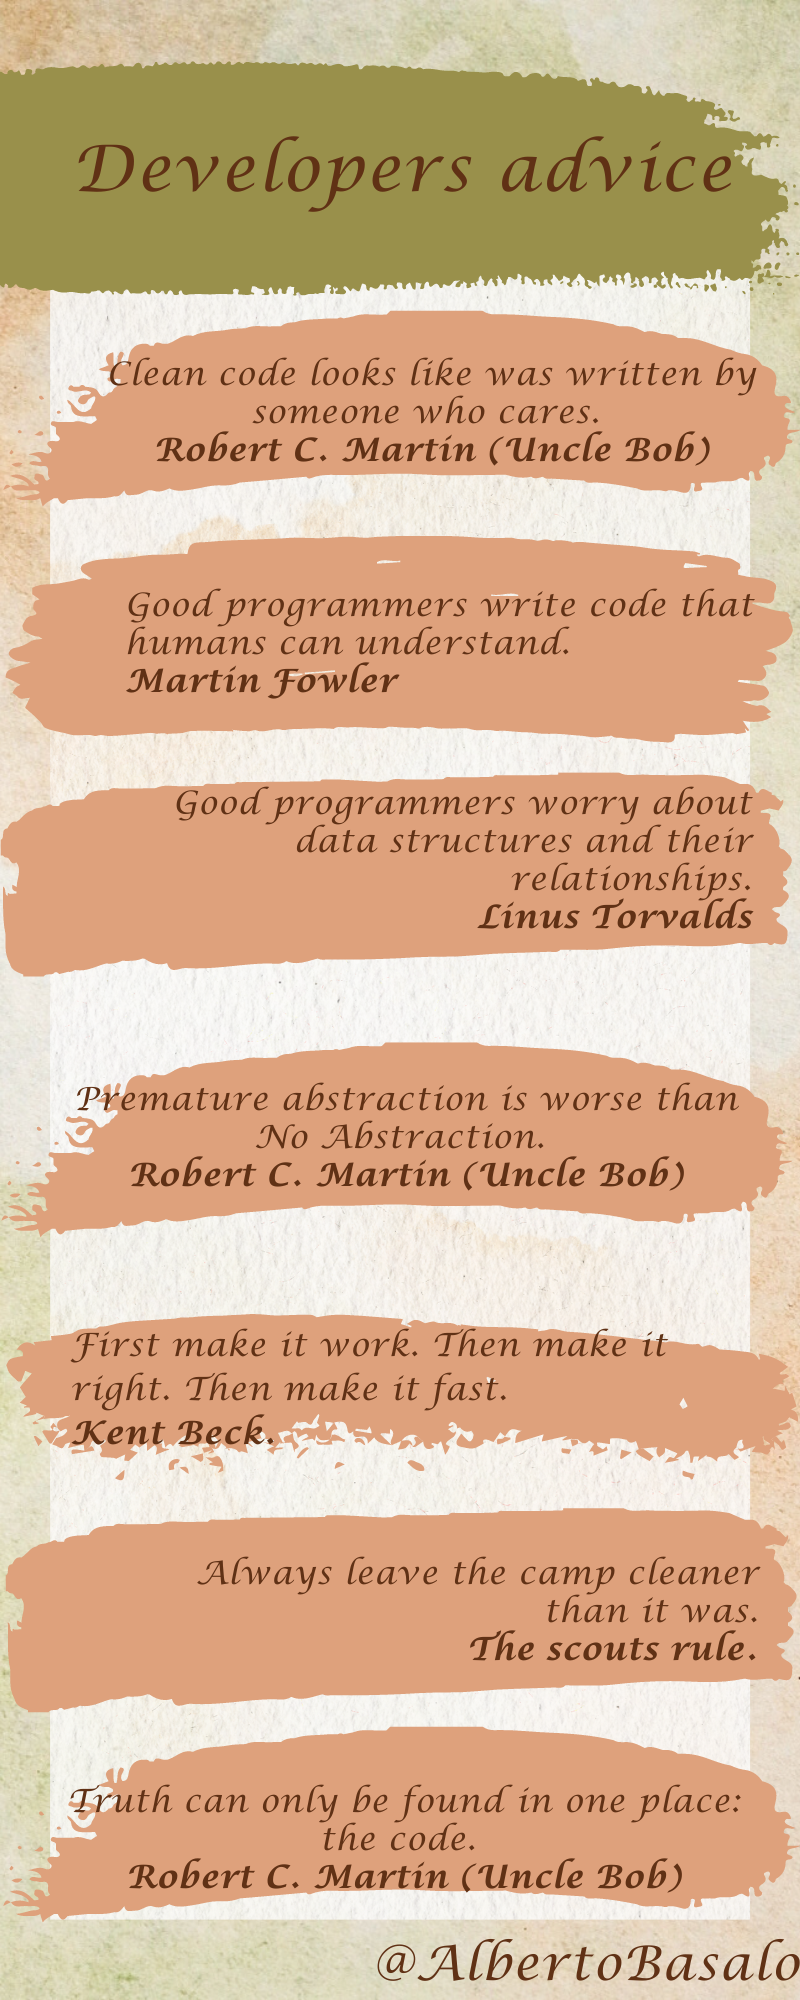 Developers advice
Clean code looks like was written by
someone who cares.
Robert C. Martin (Uncle Bob)
Good programmers write code that
humans can understand.
Martin Fowler
Good programmers worry about
data structures and their
relationships.
Linus Torvalds
Premature abstraction is worse than
No Abstraction.
Robert C. Martin (Uncle Bob)
First make it work. Then make it
right. Then make it fast.
Kent Beck.
Always leave the camp cleaner
than it was.
The scouts rule.
Truth can only be found in one place:
the code.
Robert C. Martin (Uncle Bob)
@AlbertoBasalo